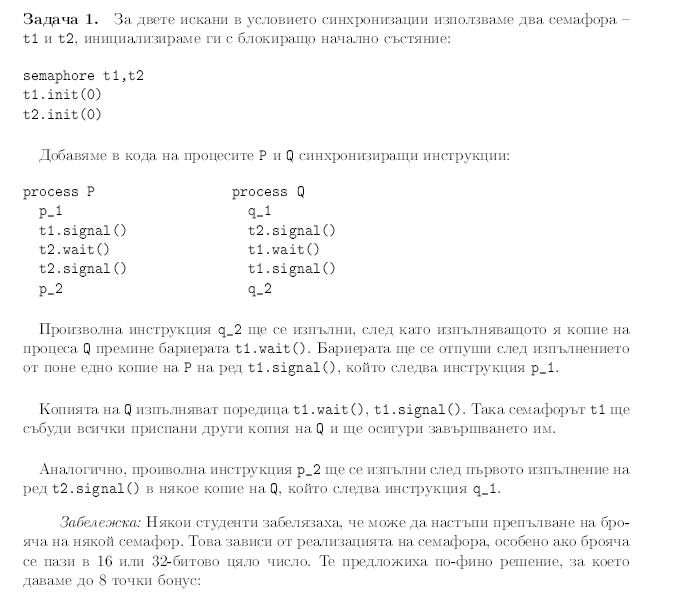 Задача 1. За двете искани в условието синхронизации използваме два семафора –
t1 и t2, инициализираме ги с блокиращо начално състяние:
semaphore t1,t2
t1.init(0)
t2.init(0)
Добавяме в кода на процесите P и Q синхронизиращи инструкции:
process P process Q
p_1 q_1
t1.signal() t2.signal()
t2.wait() t1.wait()
t2.signal() t1.signal()
p_2 q_2
Произволна инструкция q_2 ще се изпълни, след като изпълняващото я копие на
процеса Q премине бариерата t1.wait(). Бариерата ще се отпуши след изпълнението
от поне едно копие на P на ред t1.signal(), който следва инструкция p_1.
Копията на Q изпълняват поредица t1.wait(), t1.signal(). Така семафорът t1 ще
събуди всички приспани други копия на Q и ще осигури завършването им.
Аналогично, проиволна инструкция p_2 ще се изпълни след първото изпълнение на
ред t2.signal() в някое копие на Q, който следва инструкция q_1.
Забележка: Някои студенти забелязаха, че може да настъпи препълване на бро-
яча на някой семафор. Това зависи от реализацията на семафора, особено ако брояча
се пази в 16 или 32-битово цяло число. Те предложиха по-фино решение, за което
даваме до 8 точки бонус: